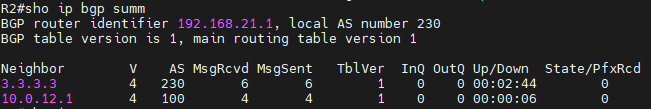 R2#sho ip bgp summ
BGP router identifier 192.168.21.1, local AS number 230
BGP table version is 1, main routing table version 1
Neighbor V AS MsgRcvd MsgSent TblVer InQ OutQ Up/Down State/PfxRcd
3.3.3.3 4 230 6 6 1 0 0 00:02:44 0
10.0.12.1 4 100 4 4 1 0 0 00:00:06 0